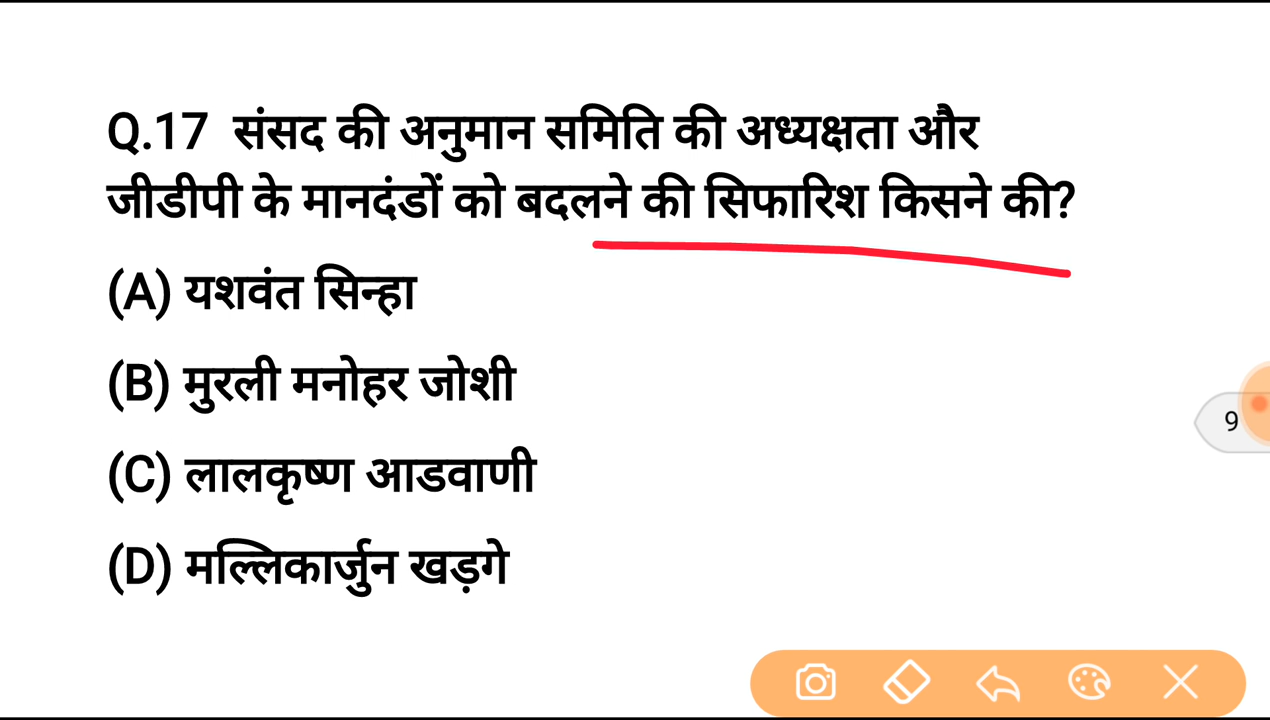 Q.17 संसद की अनुमान समिति की अध्यक्षता और
जीडीपी के मानदंडों को बदलने की सिफारिश किसने की?
(A) यशवंत सिन्हा
(B) मुरली मनोहर जोशी
(C) लालकृष्ण आडवाणी
(D) मल्लिकार्जुन खड़गे
9